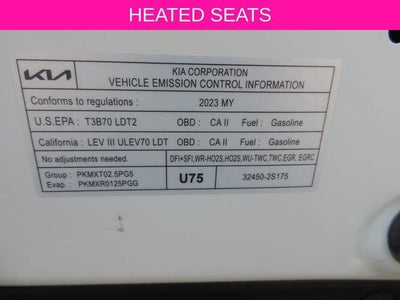 HEATED SEATS
KIA KIA CORPORATION
VEHICLE EMISSION CONTROL INFORMATION
Conforms to regulations : 2023 MY
U.S.EPA : T3B70 LDT2 OBD : CA II Fuel : Gasoline
California : LEV III ULEV70 LDT OBD : CA II Fuel : Gasoline
No adjustments needed. DFI+SFI,WR-HO2S,HO2S,WU-TWC,TWC,EGR, EGRC
Group : PKMXT02.5PG5 U75 32450-2S175
Evap. : PKMXR0125PGG